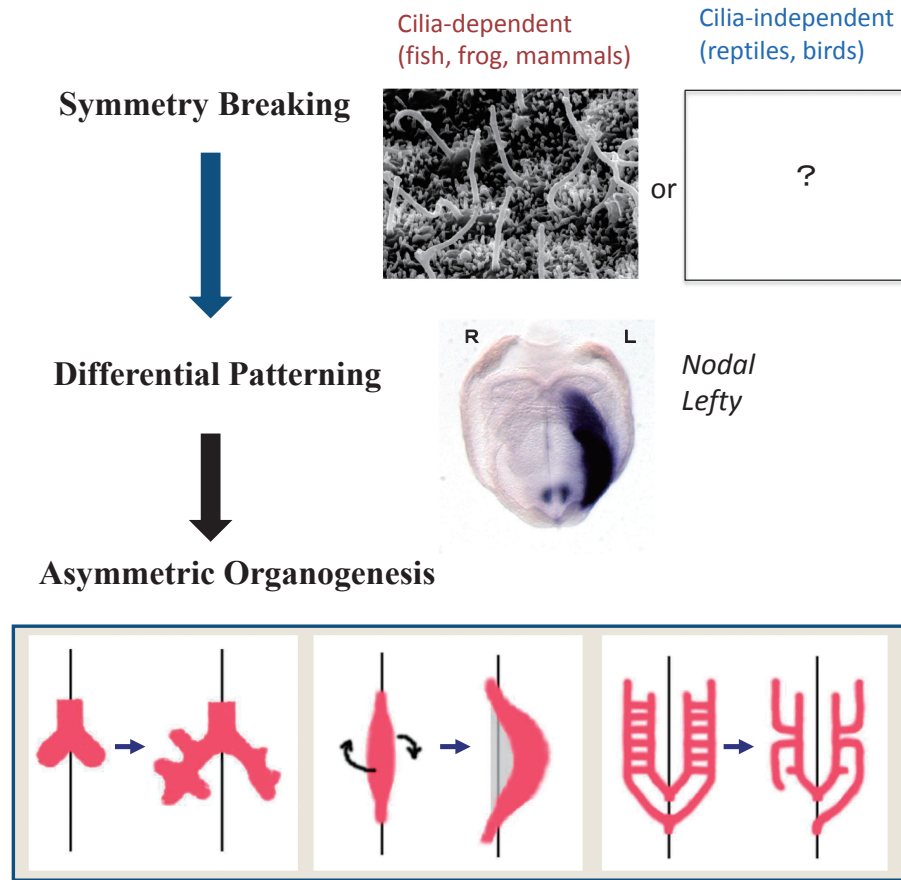 Cilia-dependent
(fish, frog, mammals)
Cilia-independent
(reptiles, birds)
Symmetry Breaking
or
?
R
L
Differential Patterning
Nodal
Lefty
Asymmetric Organogenesis